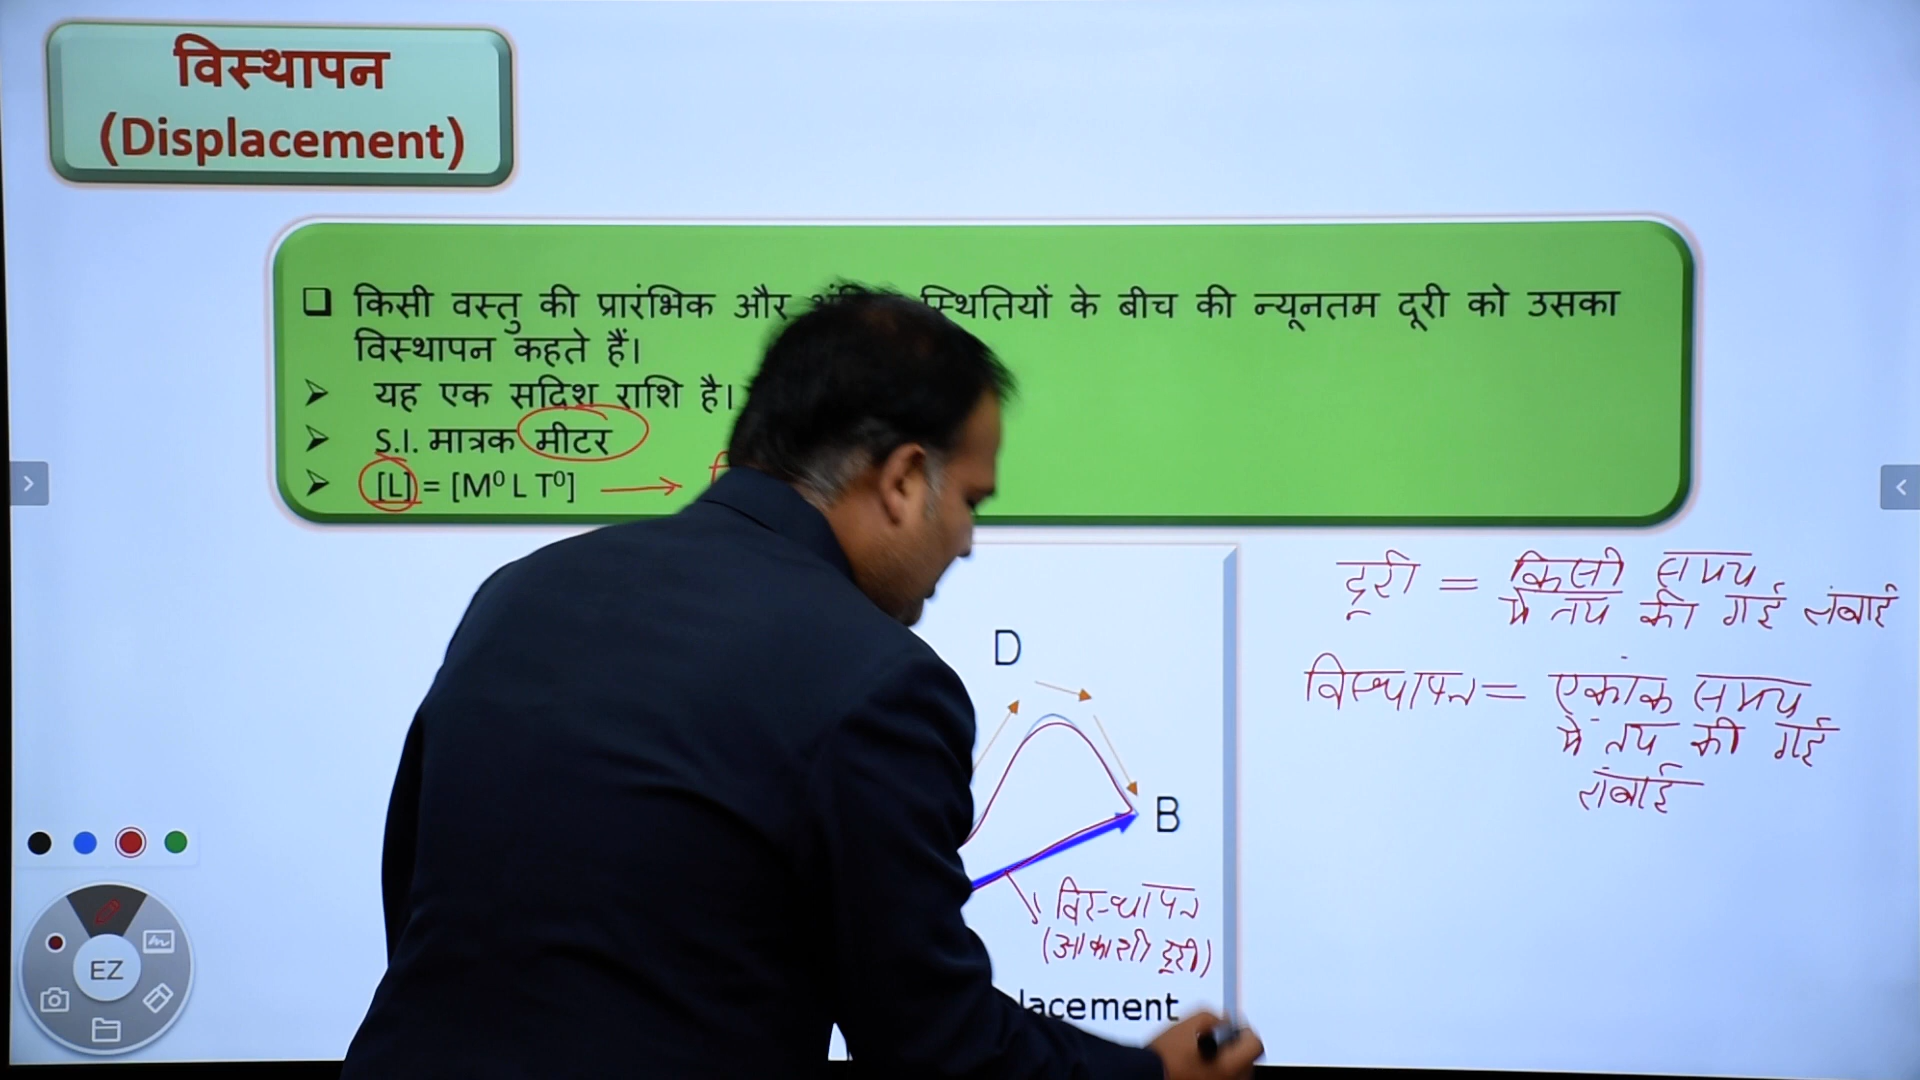 विस्थापन
(Displacement)
किसी वस्तु की प्रारंभिक और स्थितियों के बीच की न्यूनतम दूरी को उसका
विस्थापन कहते हैं।
यह एक सदिश राशि है।
S.I. मात्रक मीटर
[L] = [M⁰ L T⁰]
दूरी = किसी समय
में तय की गई लंबाई
विस्थापन = एकांक समय
में तय की गई
लंबाई
D
B
विस्थापन
(आकाशी दूरी)
lacement
EZ